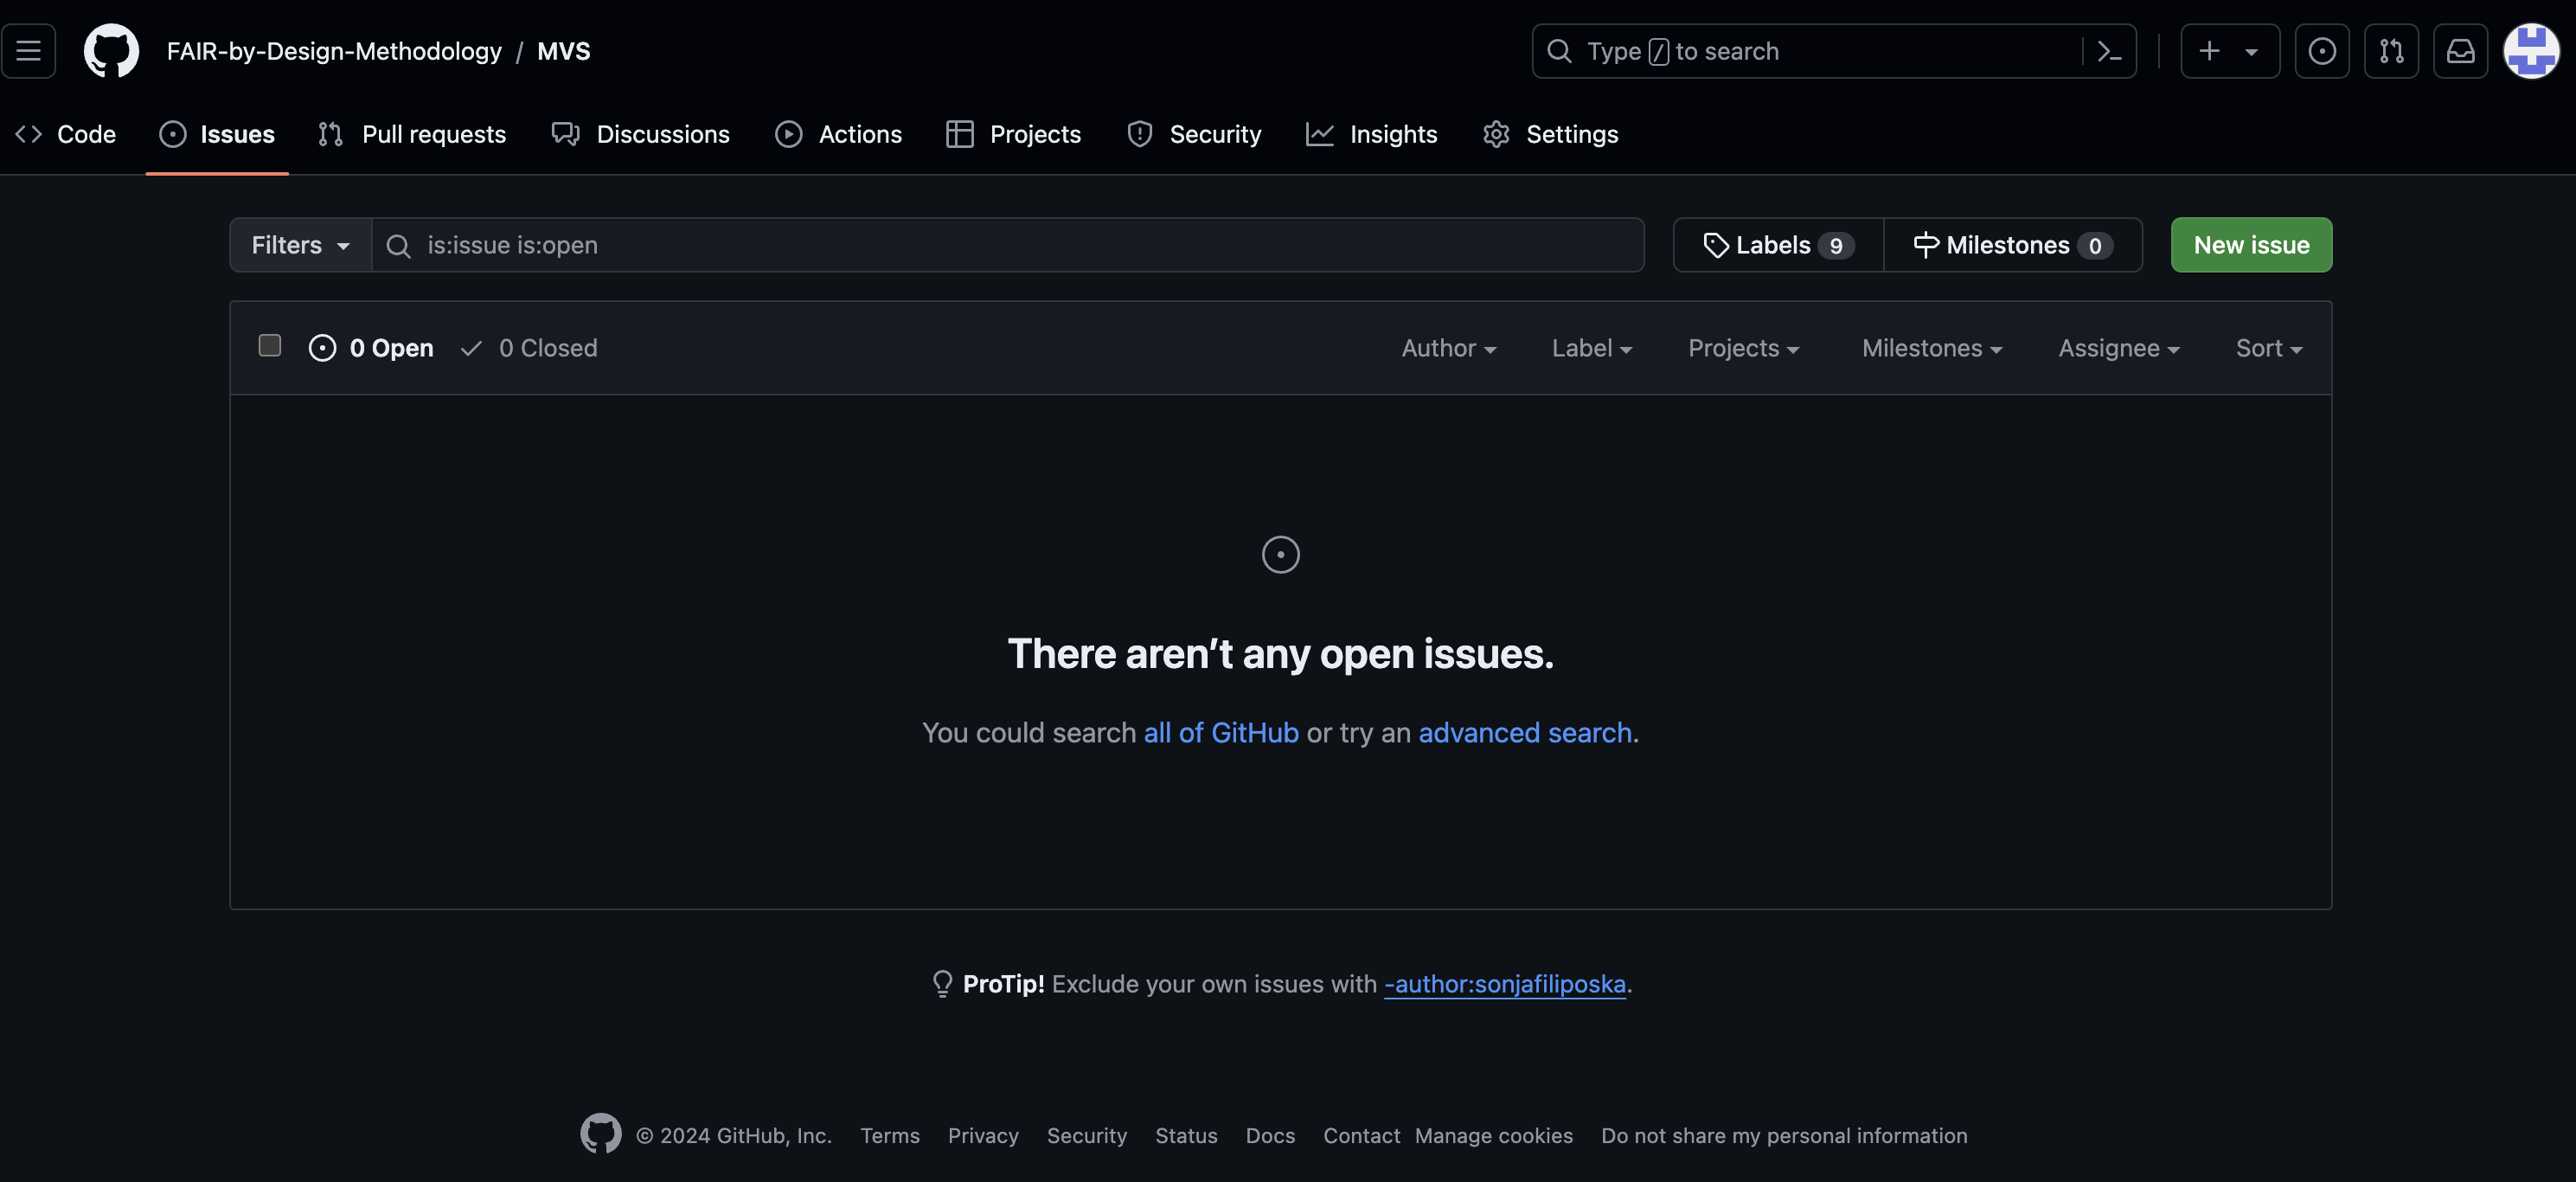 FAIR-by-Design-Methodology / MVS
Type / to search
Code Issues Pull requests Discussions Actions Projects Security Insights Settings
Filters is:issue is:open Labels 9 Milestones 0 New issue
0 Open 0 Closed Author Label Projects Milestones Assignee Sort
There aren’t any open issues.
You could search all of GitHub or try an advanced search.
ProTip! Exclude your own issues with -author:sonjafiliposka.
© 2024 GitHub, Inc. Terms Privacy Security Status Docs Contact Manage cookies Do not share my personal information